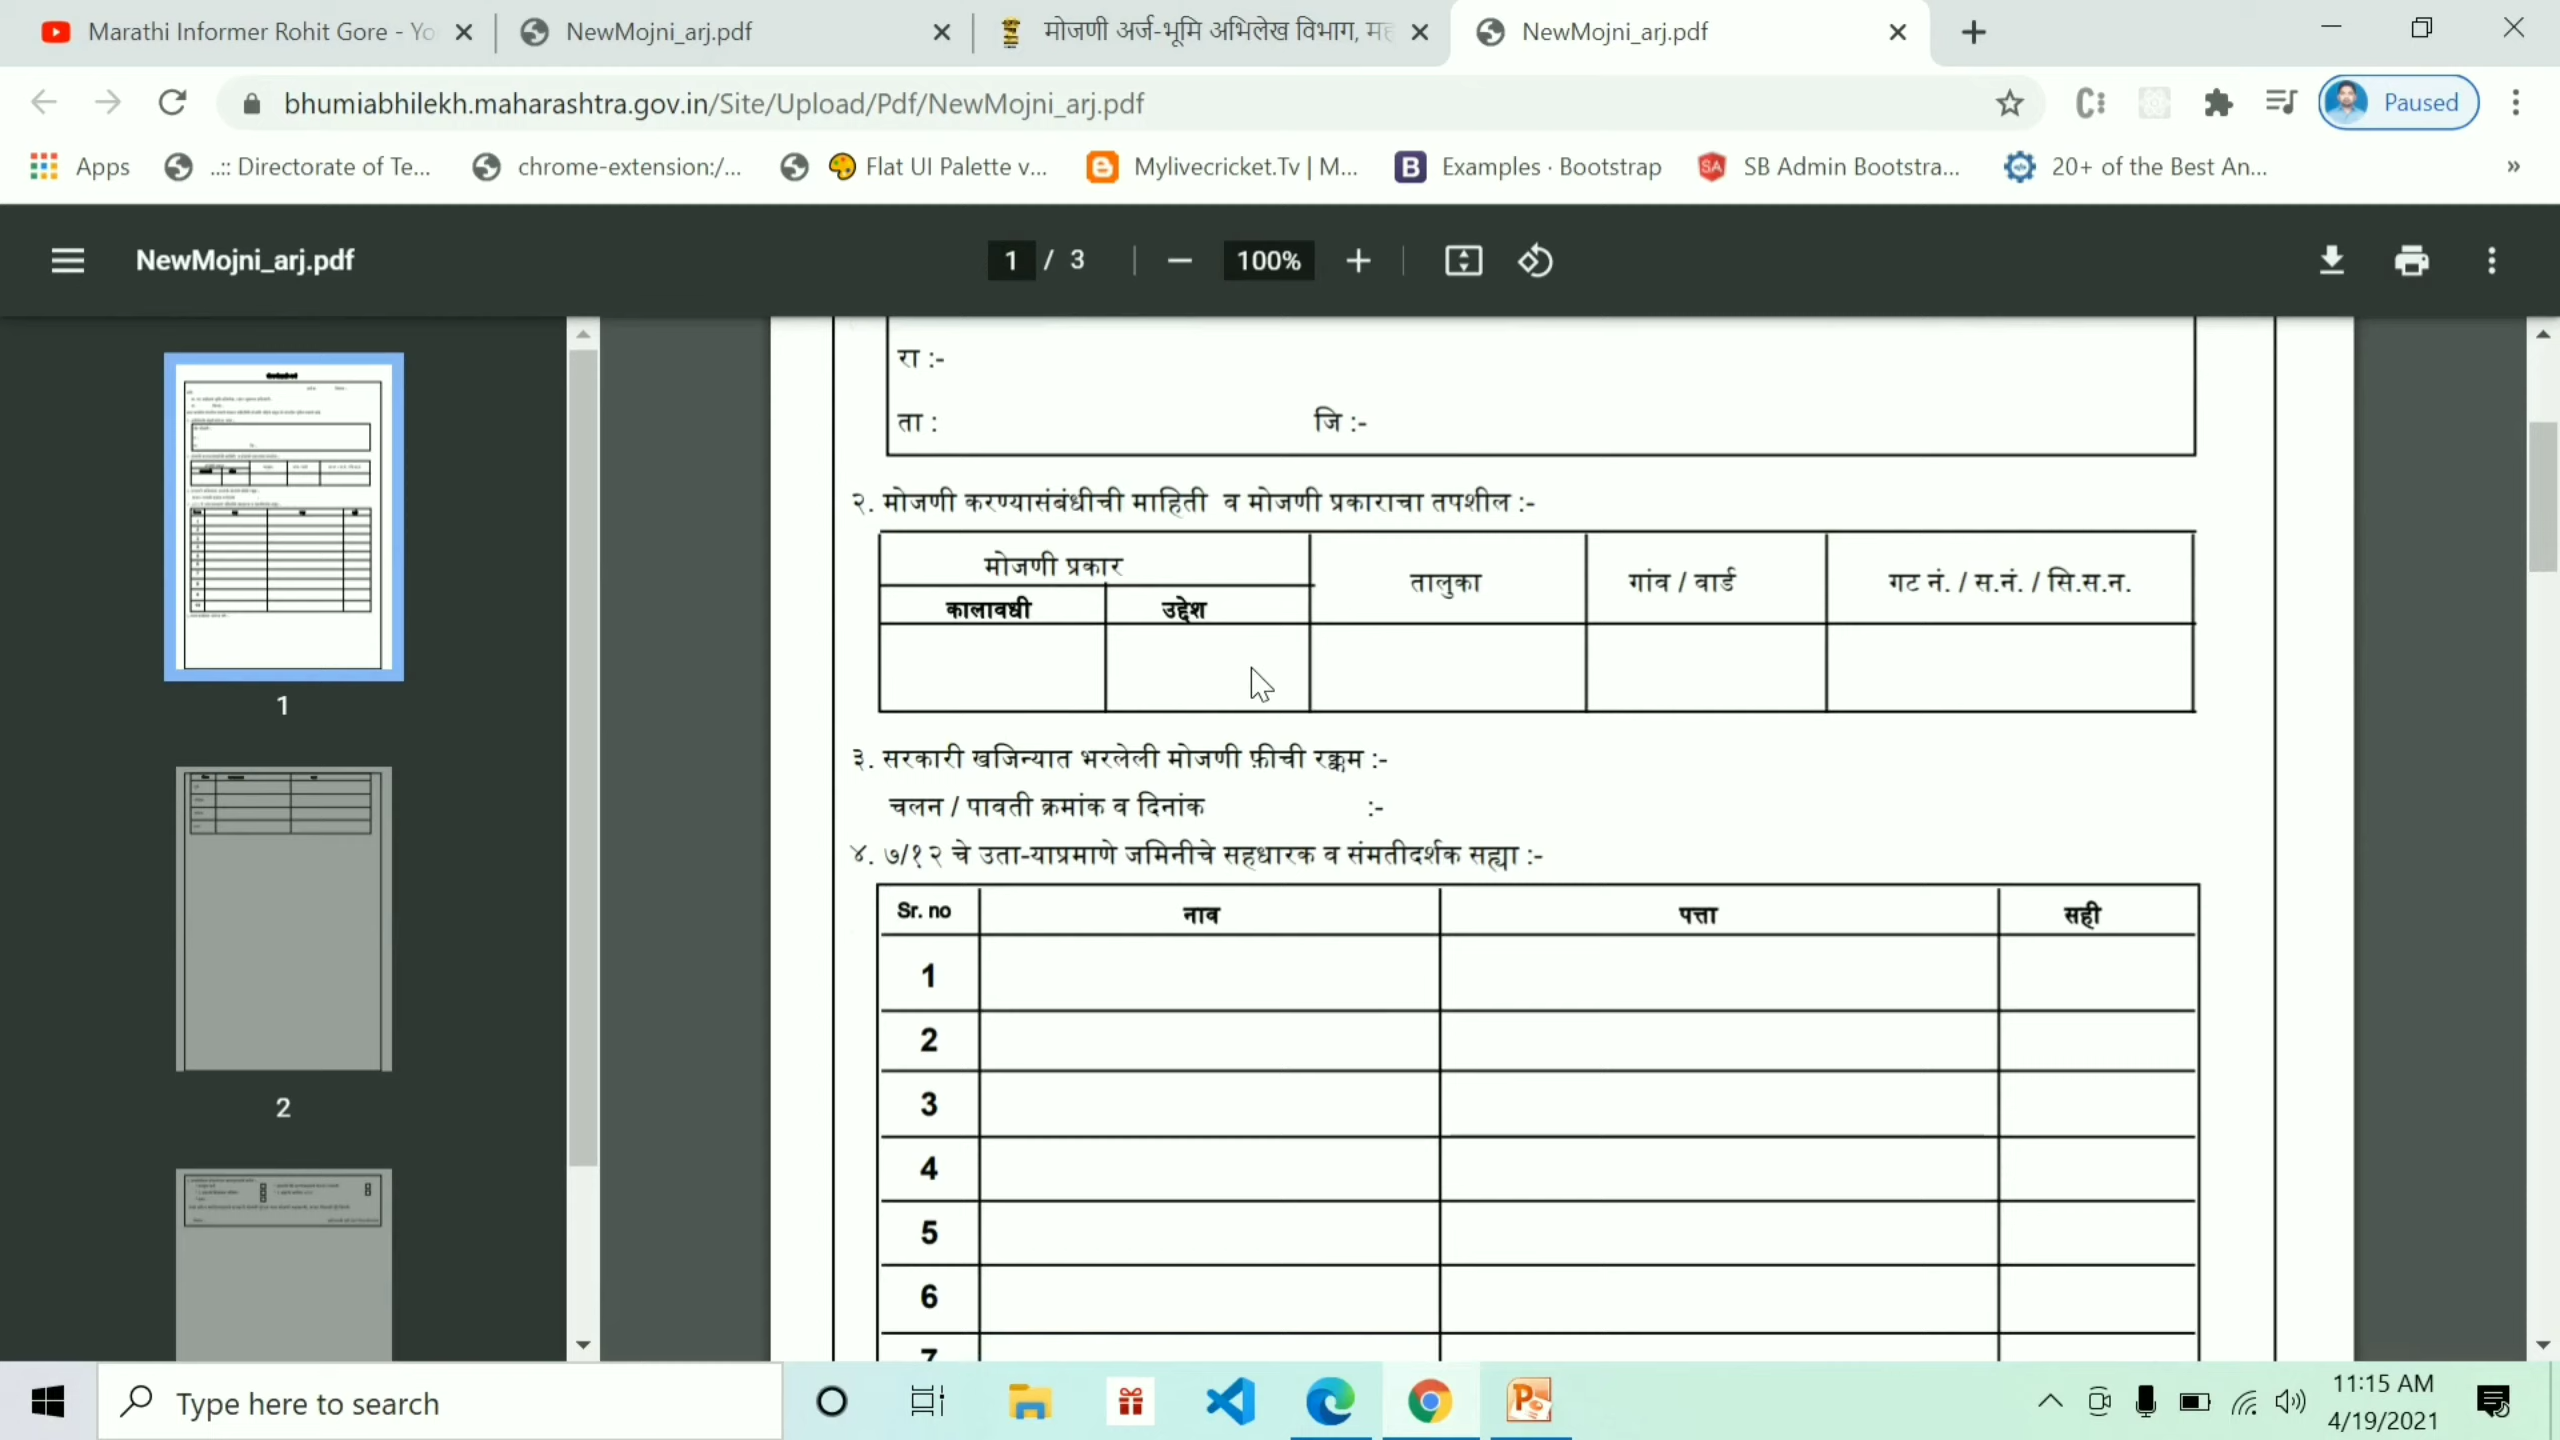 Marathi Informer Rohit Gore - Yo
NewMojni_arj.pdf
मोजणी अर्ज-भूमि अभिलेख विभाग, मह
NewMojni_arj.pdf
bhumiabhilekh.maharashtra.gov.in/Site/Upload/Pdf/NewMojni_arj.pdf
Paused
Apps
..:: Directorate of Te...
chrome-extension:/...
Flat UI Palette v...
Mylivecricket.Tv | M...
Examples · Bootstrap
SB Admin Bootstra...
20+ of the Best An...
»
NewMojni_arj.pdf
1 / 3
100%
रा :-
ता : जि :-
२. मोजणी करण्यासंबंधीची माहिती व मोजणी प्रकाराचा तपशील :-
मोजणी प्रकार
कालावधी उद्देश तालुका गांव / वार्ड गट नं. / स.नं. / सि.स.न.
३. सरकारी खजिन्यात भरलेली मोजणी फ़ीची रक्कम :-
चलन / पावती क्रमांक व दिनांक :-
४. ७/१२ चे उता-याप्रमाणे जमिनीचे सहधारक व संमतीदर्शक सह्या :-
Sr. no नाव पत्ता सही
1
2
3
4
5
6
7
1
2
Type here to search
11:15 AM
4/19/2021